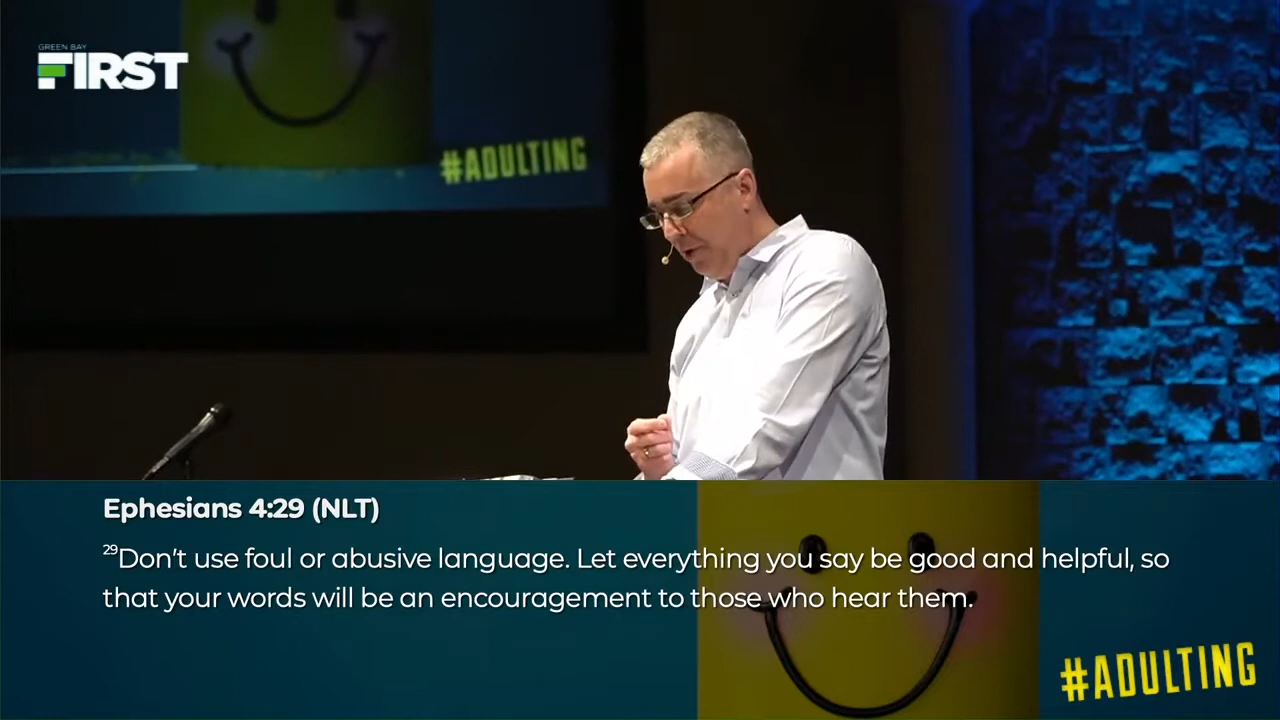 GREEN BAY
FIRST
#ADULTING
Ephesians 4:29 (NLT)
29Don't use foul or abusive language. Let everything you say be good and helpful, so
that your words will be an encouragement to those who hear them.
#ADULTING